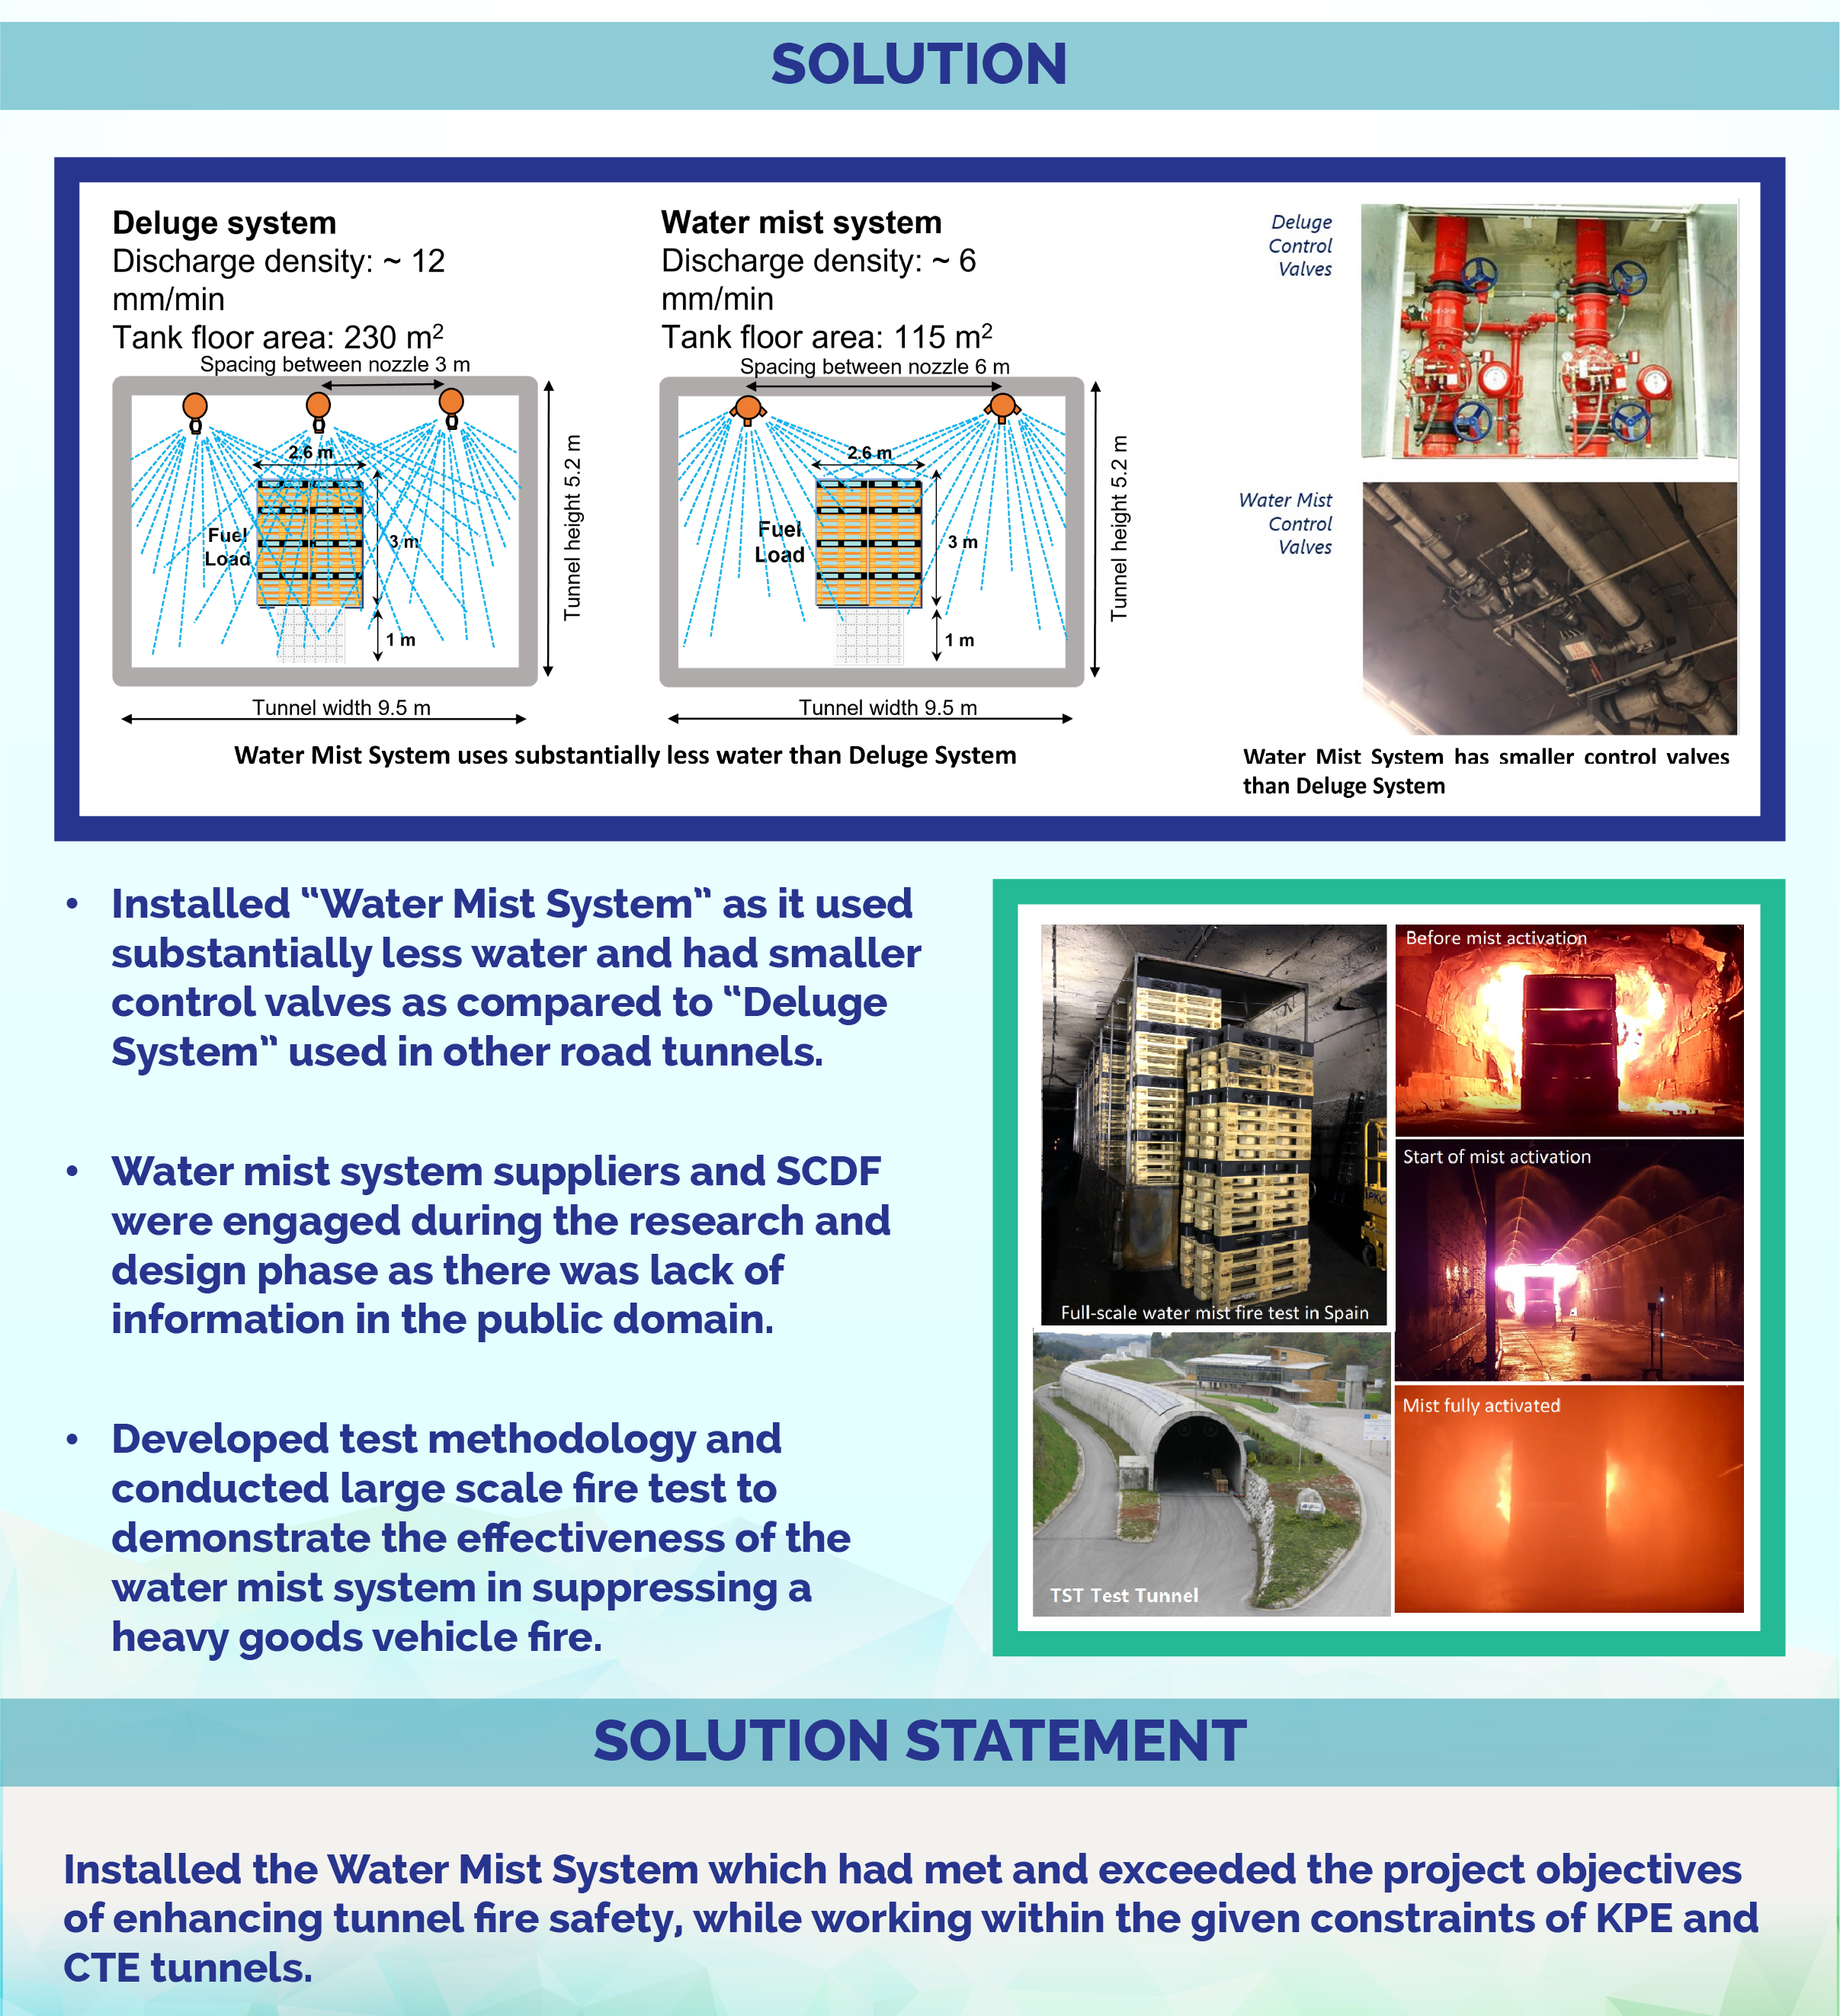 SOLUTION
Deluge system
Discharge density: ~ 12
mm/min
Tank floor area: 230 m²
Spacing between nozzle 3 m
2.6 m
Fuel
Load
3 m
1 m
Tunnel height 5.2 m
Tunnel width 9.5 m
Water mist system
Discharge density: ~ 6
mm/min
Tank floor area: 115 m²
Spacing between nozzle 6 m
2.6 m
Fuel
Load
3 m
1 m
Tunnel height 5.2 m
Tunnel width 9.5 m
Water Mist System uses substantially less water than Deluge System
Deluge
Control
Valves
Water Mist
Control
Valves
Water Mist System has smaller control valves
than Deluge System
• Installed “Water Mist System” as it used
substantially less water and had smaller
control valves as compared to “Deluge
System” used in other road tunnels.
• Water mist system suppliers and SCDF
were engaged during the research and
design phase as there was lack of
information in the public domain.
• Developed test methodology and
conducted large scale fire test to
demonstrate the effectiveness of the
water mist system in suppressing a
heavy goods vehicle fire.
Full-scale water mist fire test in Spain
TST Test Tunnel
Before mist activation
Start of mist activation
Mist fully activated
SOLUTION STATEMENT
Installed the Water Mist System which had met and exceeded the project objectives
of enhancing tunnel fire safety, while working within the given constraints of KPE and
CTE tunnels.